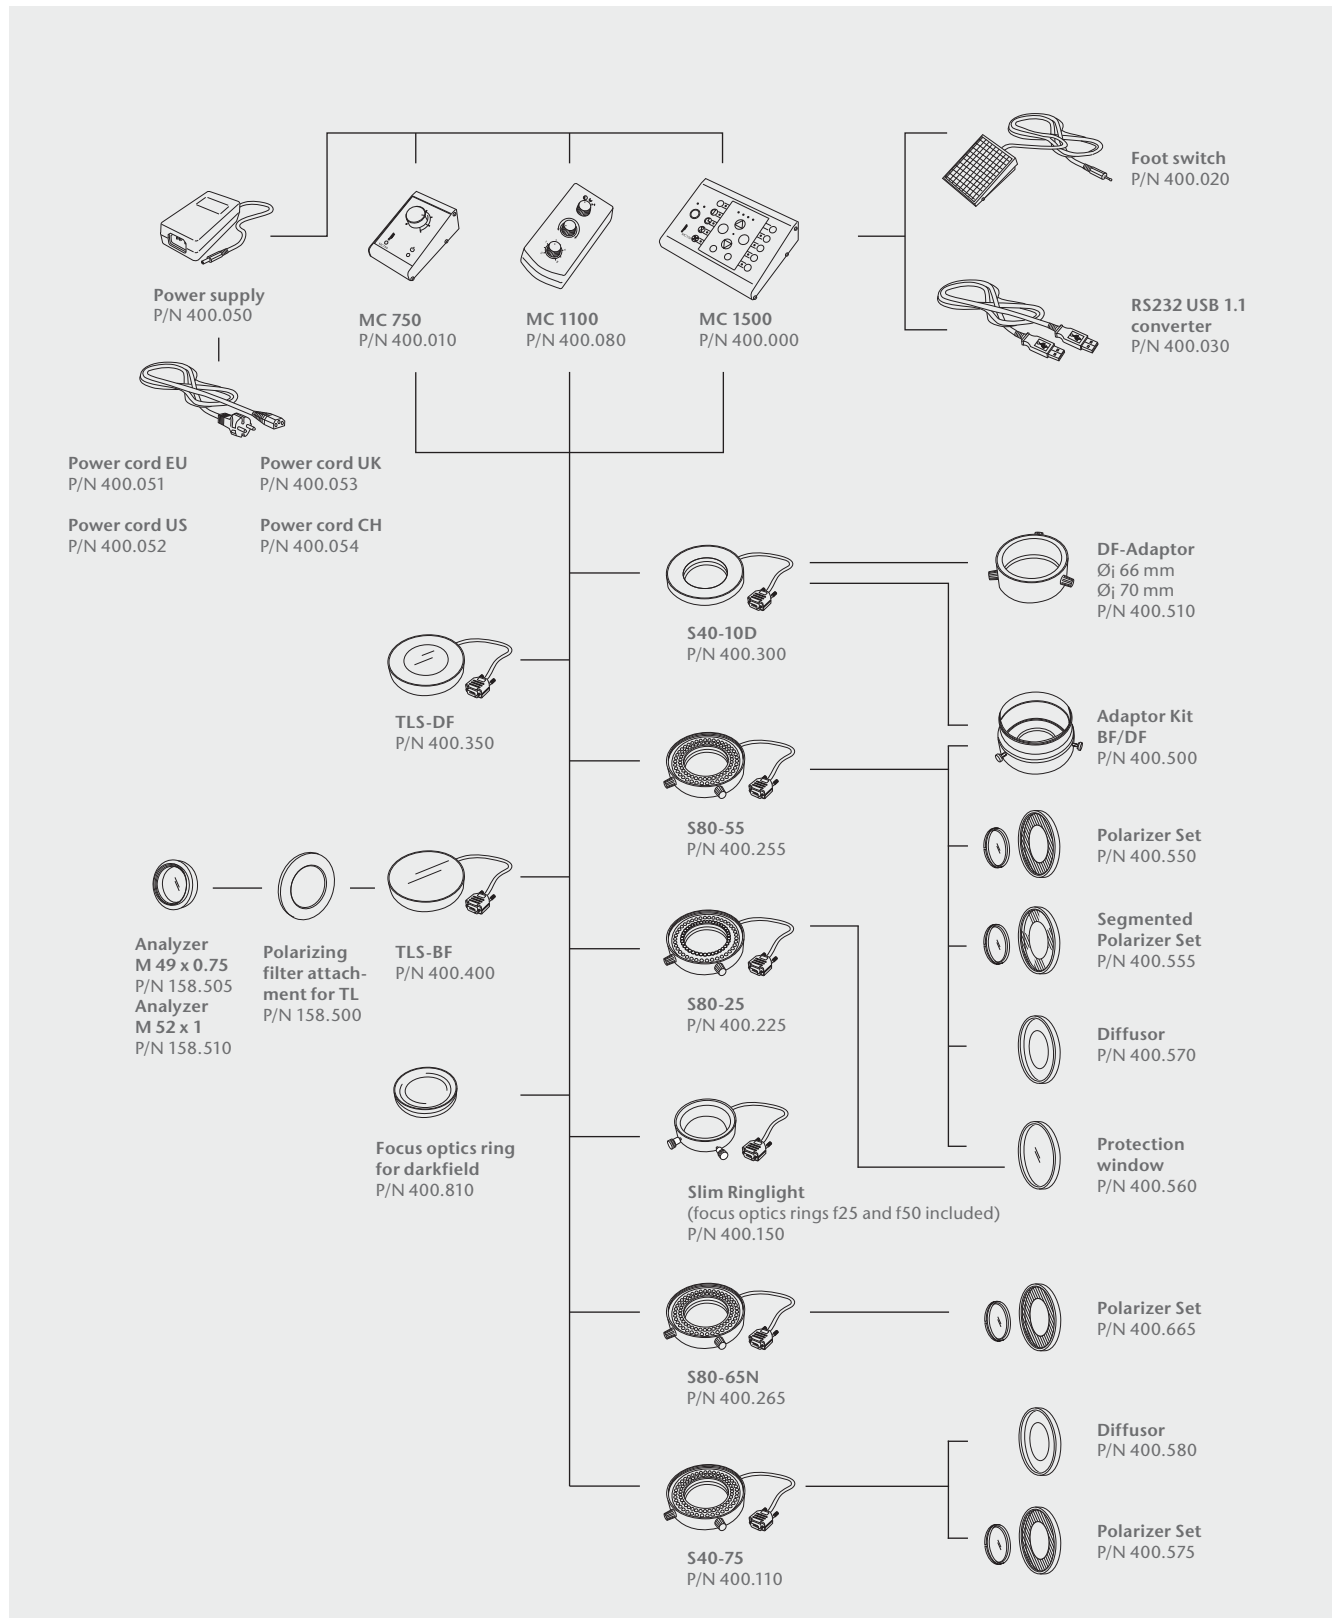 Foot switch
P/N 400.020
Power supply
P/N 400.050
MC 750
P/N 400.010
MC 1100
P/N 400.080
MC 1500
P/N 400.000
RS232 USB 1.1
converter
P/N 400.030
Power cord EU
P/N 400.051
Power cord UK
P/N 400.053
Power cord US
P/N 400.052
Power cord CH
P/N 400.054
S40-10D
P/N 400.300
DF-Adaptor
Ø¡ 66 mm
Ø¡ 70 mm
P/N 400.510
TLS-DF
P/N 400.350
Adaptor Kit
BF/DF
P/N 400.500
S80-55
P/N 400.255
Polarizer Set
P/N 400.550
Analyzer
M 49 x 0.75
P/N 158.505
Analyzer
M 52 x 1
P/N 158.510
Polarizing
filter attach-
ment for TL
P/N 158.500
TLS-BF
P/N 400.400
Segmented
Polarizer Set
P/N 400.555
S80-25
P/N 400.225
Diffusor
P/N 400.570
Focus optics ring
for darkfield
P/N 400.810
Slim Ringlight
(focus optics rings f25 and f50 included)
P/N 400.150
Protection
window
P/N 400.560
S80-65N
P/N 400.265
Polarizer Set
P/N 400.665
Diffusor
P/N 400.580
S40-75
P/N 400.110
Polarizer Set
P/N 400.575